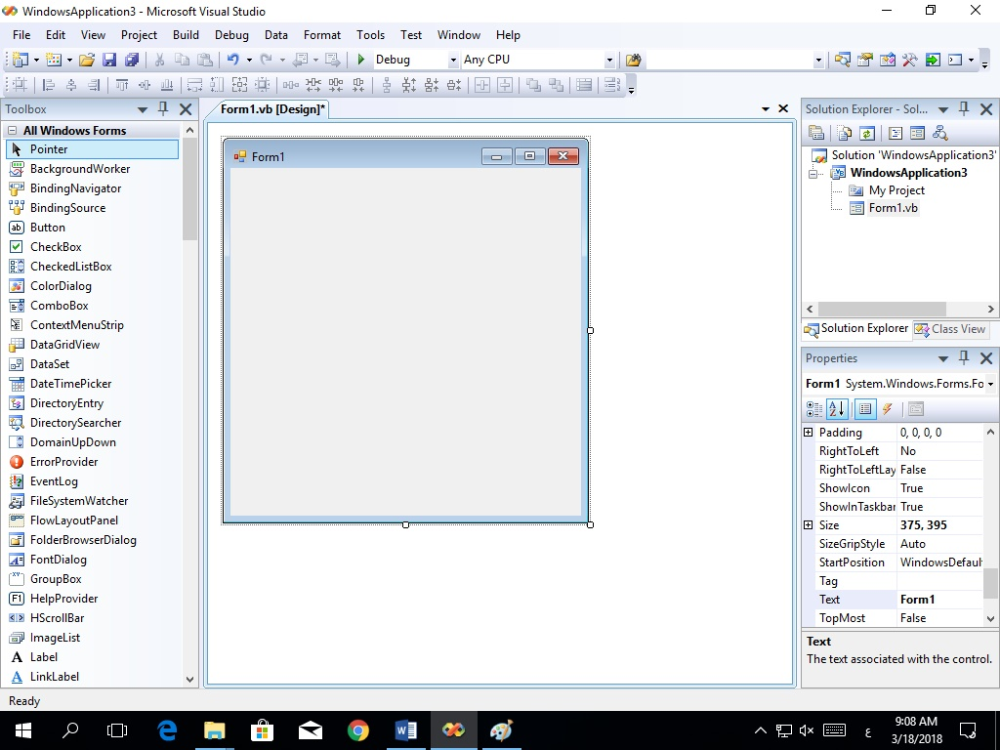 WindowsApplication3 - Microsoft Visual Studio
File Edit View Project Build Debug Data Format Tools Test Window Help
Debug Any CPU
Toolbox
All Windows Forms
Pointer
BackgroundWorker
BindingNavigator
BindingSource
Button
CheckBox
CheckedListBox
ColorDialog
ComboBox
ContextMenuStrip
DataGridView
DataSet
DateTimePicker
DirectoryEntry
DirectorySearcher
DomainUpDown
ErrorProvider
EventLog
FileSystemWatcher
FlowLayoutPanel
FolderBrowserDialog
FontDialog
GroupBox
HelpProvider
HScrollBar
ImageList
Label
LinkLabel
Form1.vb [Design]*
Form1
Solution Explorer - Sol...
Solution 'WindowsApplication3'
WindowsApplication3
My Project
Form1.vb
Solution Explorer Class View
Properties
Form1 System.Windows.Forms.Fo
Padding 0, 0, 0, 0
RightToLeft No
RightToLeftLay False
ShowIcon True
ShowInTaskbar True
Size 375, 395
SizeGripStyle Auto
StartPosition WindowsDefaul
Tag
Text Form1
TopMost False
Text
The text associated with the control.
Ready
ع
9:08 AM
3/18/2018